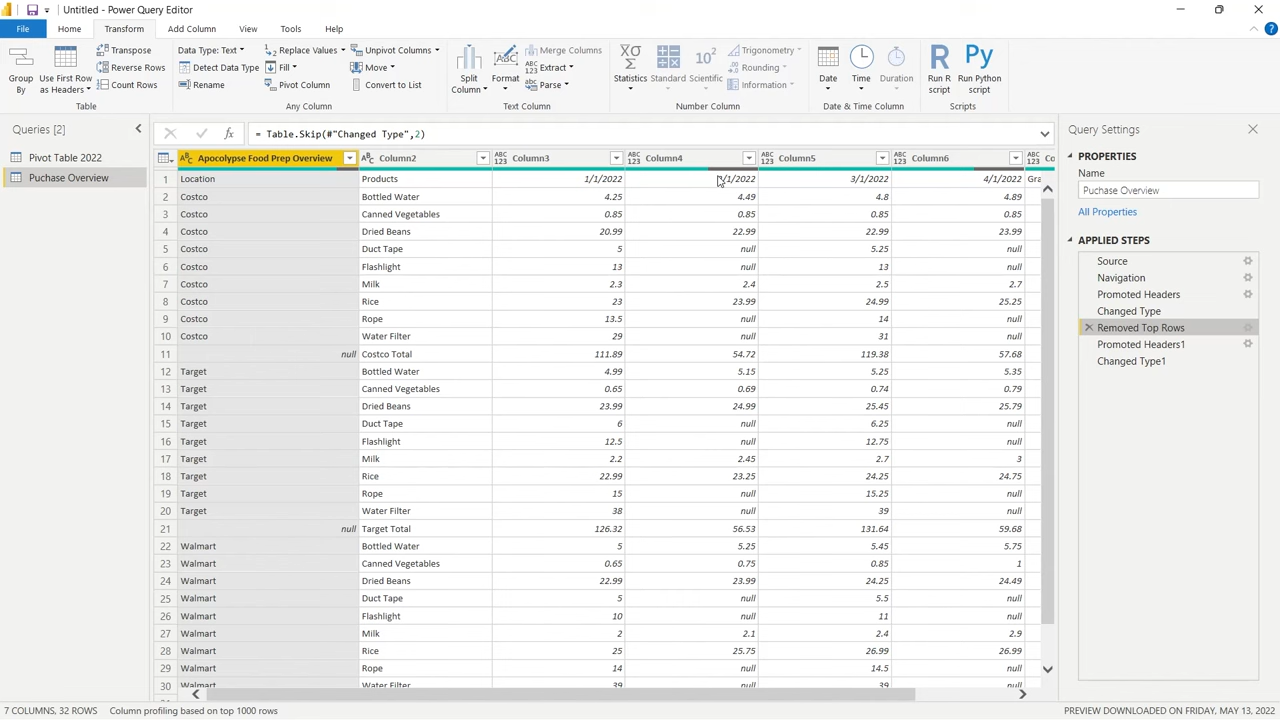 Untitled - Power Query Editor
File Home Transform Add Column View Tools Help
Group By
Use First Row as Headers
Transpose
Reverse Rows
Count Rows
Table
Data Type: Text
Detect Data Type
Rename
Replace Values
Fill
Pivot Column
Unpivot Columns
Move
Convert to List
Any Column
Split Column
Format
ABC
Merge Columns
Extract
Parse
Text Column
Statistics
Standard
Scientific
Trigonometry
Rounding
Information
Number Column
Date
Time
Duration
Date & Time Column
Run R script
Py
Run Python script
Scripts
Queries [2]
Pivot Table 2022
Puchase Overview
fx = Table.Skip(#"Changed Type",2)
Apocolypse Food Prep Overview Column2 Column3 Column4 Column5 Column6 Co
1 Location Products 1/1/2022 /1/2022 3/1/2022 4/1/2022 Gra
2 Costco Bottled Water 4.25 4.49 4.8 4.89
3 Costco Canned Vegetables 0.85 0.85 0.85 0.85
4 Costco Dried Beans 20.99 22.99 22.99 23.99
5 Costco Duct Tape 5 null 5.25 null
6 Costco Flashlight 13 null 13 null
7 Costco Milk 2.3 2.4 2.5 2.7
8 Costco Rice 23 23.99 24.99 25.25
9 Costco Rope 13.5 null 14 null
10 Costco Water Filter 29 null 31 null
11 null Costco Total 111.89 54.72 119.38 57.68
12 Target Bottled Water 4.99 5.15 5.25 5.35
13 Target Canned Vegetables 0.65 0.69 0.74 0.79
14 Target Dried Beans 23.99 24.99 25.45 25.79
15 Target Duct Tape 6 null 6.25 null
16 Target Flashlight 12.5 null 12.75 null
17 Target Milk 2.2 2.45 2.7 3
18 Target Rice 22.99 23.25 24.25 24.75
19 Target Rope 15 null 15.25 null
20 Target Water Filter 38 null 39 null
21 null Target Total 126.32 56.53 131.64 59.68
22 Walmart Bottled Water 5 5.25 5.45 5.75
23 Walmart Canned Vegetables 0.65 0.75 0.85 1
24 Walmart Dried Beans 22.99 23.99 24.25 24.49
25 Walmart Duct Tape 5 null 5.5 null
26 Walmart Flashlight 10 null 11 null
27 Walmart Milk 2 2.1 2.4 2.9
28 Walmart Rice 25 25.75 26.99 26.99
29 Walmart Rope 14 null 14.5 null
30 Walmart Water Filter 39 null 39 null
Query Settings
PROPERTIES
Name
Puchase Overview
All Properties
APPLIED STEPS
Source
Navigation
Promoted Headers
Changed Type
Removed Top Rows
Promoted Headers1
Changed Type1
7 COLUMNS, 32 ROWS Column profiling based on top 1000 rows
PREVIEW DOWNLOADED ON FRIDAY, MAY 13, 2022